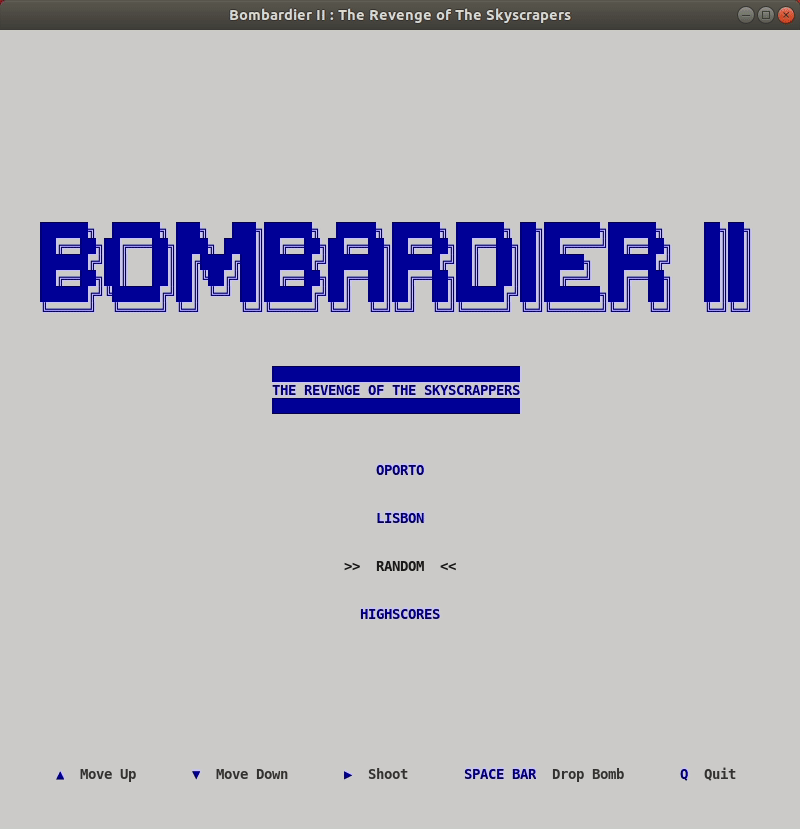 Bombardier II : The Revenge of The Skyscrapers
BOMBARDIER II
THE REVENGE OF THE SKYSCRAPPERS
OPORTO
LISBON
>> RANDOM <<
HIGHSCORES
▲ Move Up ▼ Move Down ► Shoot SPACE BAR Drop Bomb Q Quit